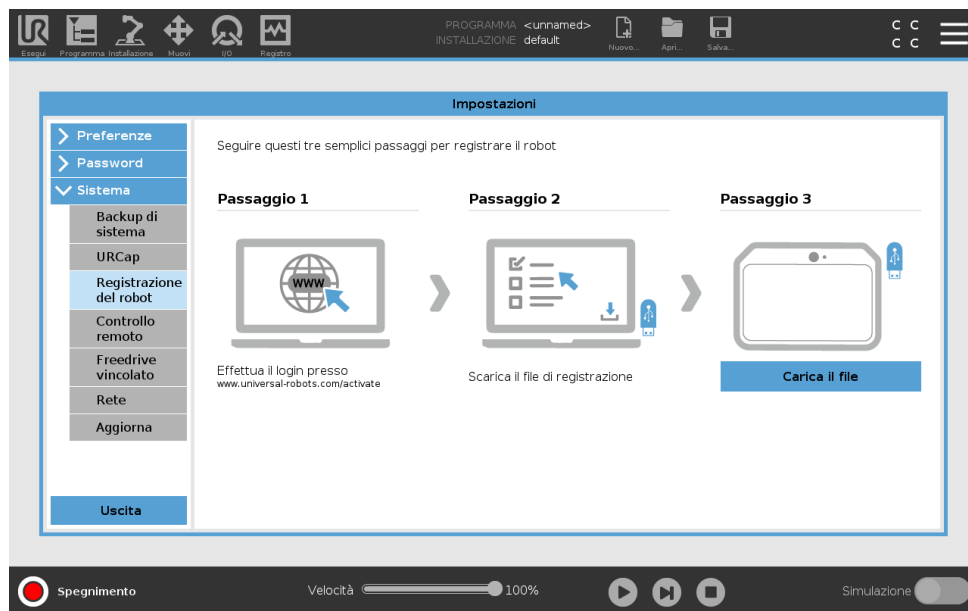 UR
Esegui
Programma
Installazione
Muovi
I/O
Registro
PROGRAMMA <unnamed>
INSTALLAZIONE default
Nuovo...
Apri...
Salva...
C C
C C
Impostazioni
Preferenze
Password
Sistema
Backup di
sistema
URCap
Registrazione
del robot
Controllo
remoto
Freedrive
vincolato
Rete
Aggiorna
Uscita
Seguire questi tre semplici passaggi per registrare il robot
Passaggio 1
WWW
Effettua il login presso
www.universal-robots.com/activate
Passaggio 2
Scarica il file di registrazione
Passaggio 3
Carica il file
Spegnimento
Velocità 100%
Simulazione